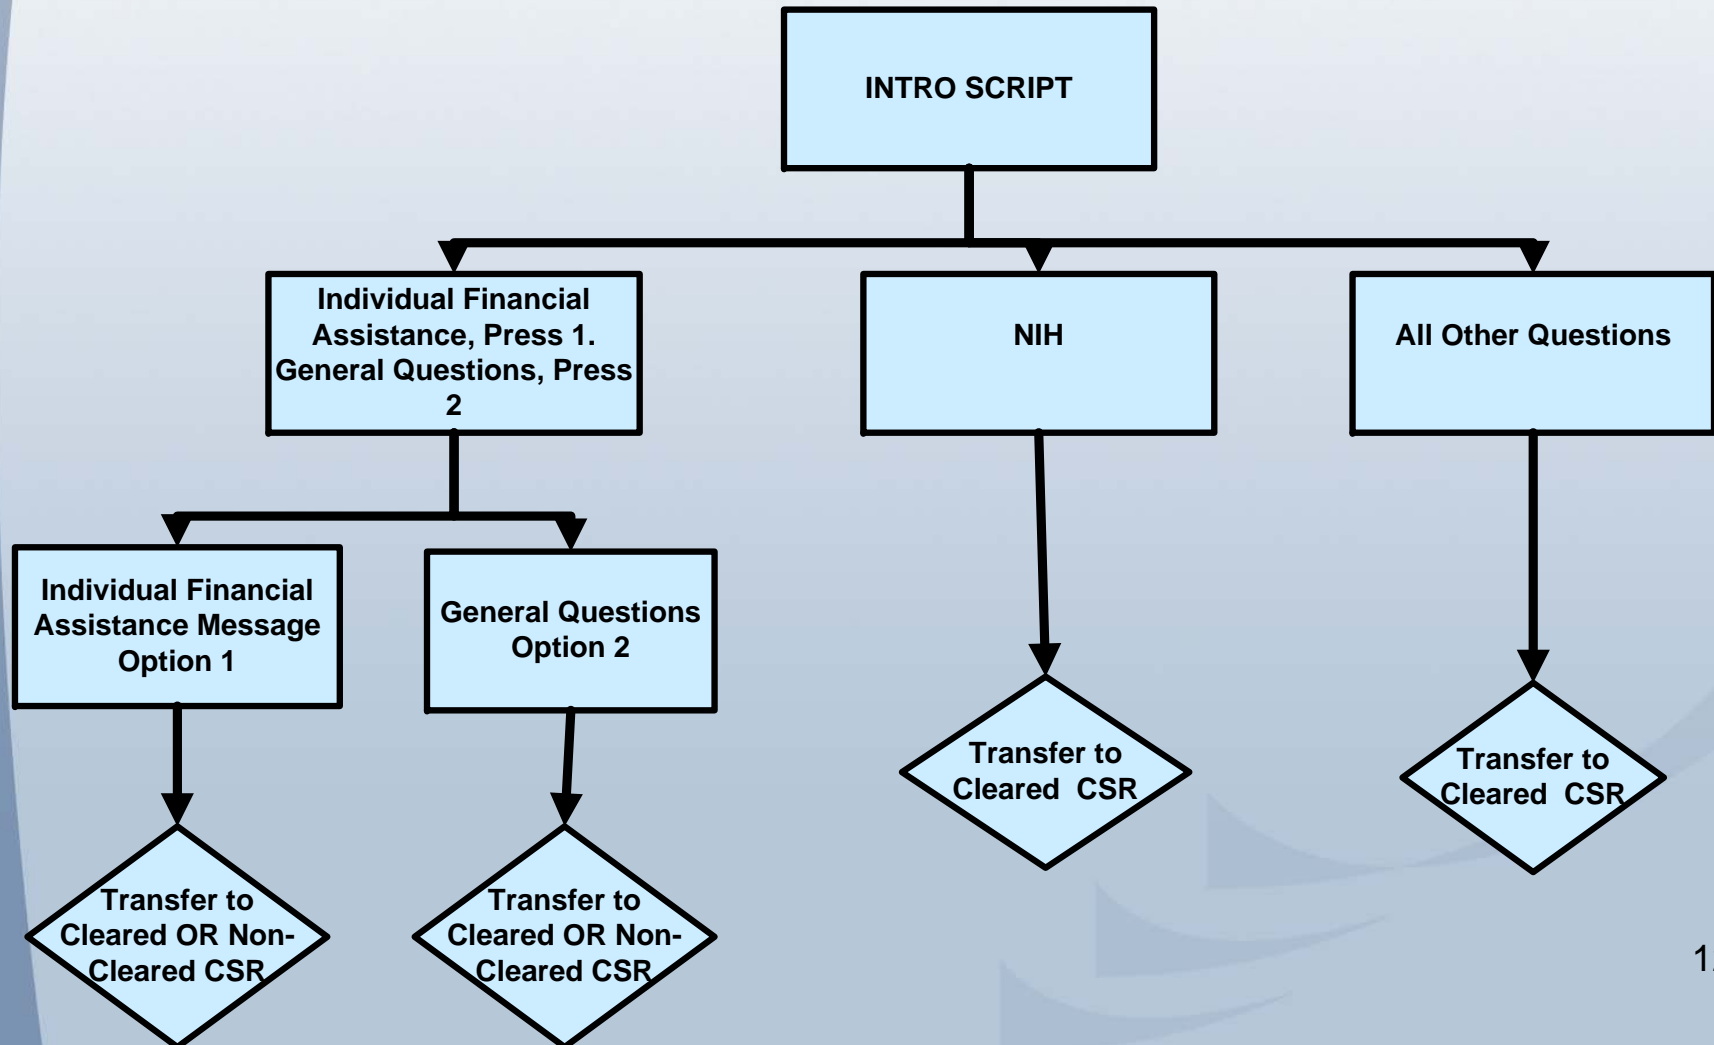 INTRO SCRIPT
Individual Financial
Assistance, Press 1.
General Questions, Press
2
NIH
All Other Questions
Individual Financial
Assistance Message
Option 1
General Questions
Option 2
Transfer to
Cleared  CSR
Transfer to
Cleared  CSR
Transfer to
Cleared OR Non-
Cleared CSR
Transfer to
Cleared OR Non-
Cleared CSR